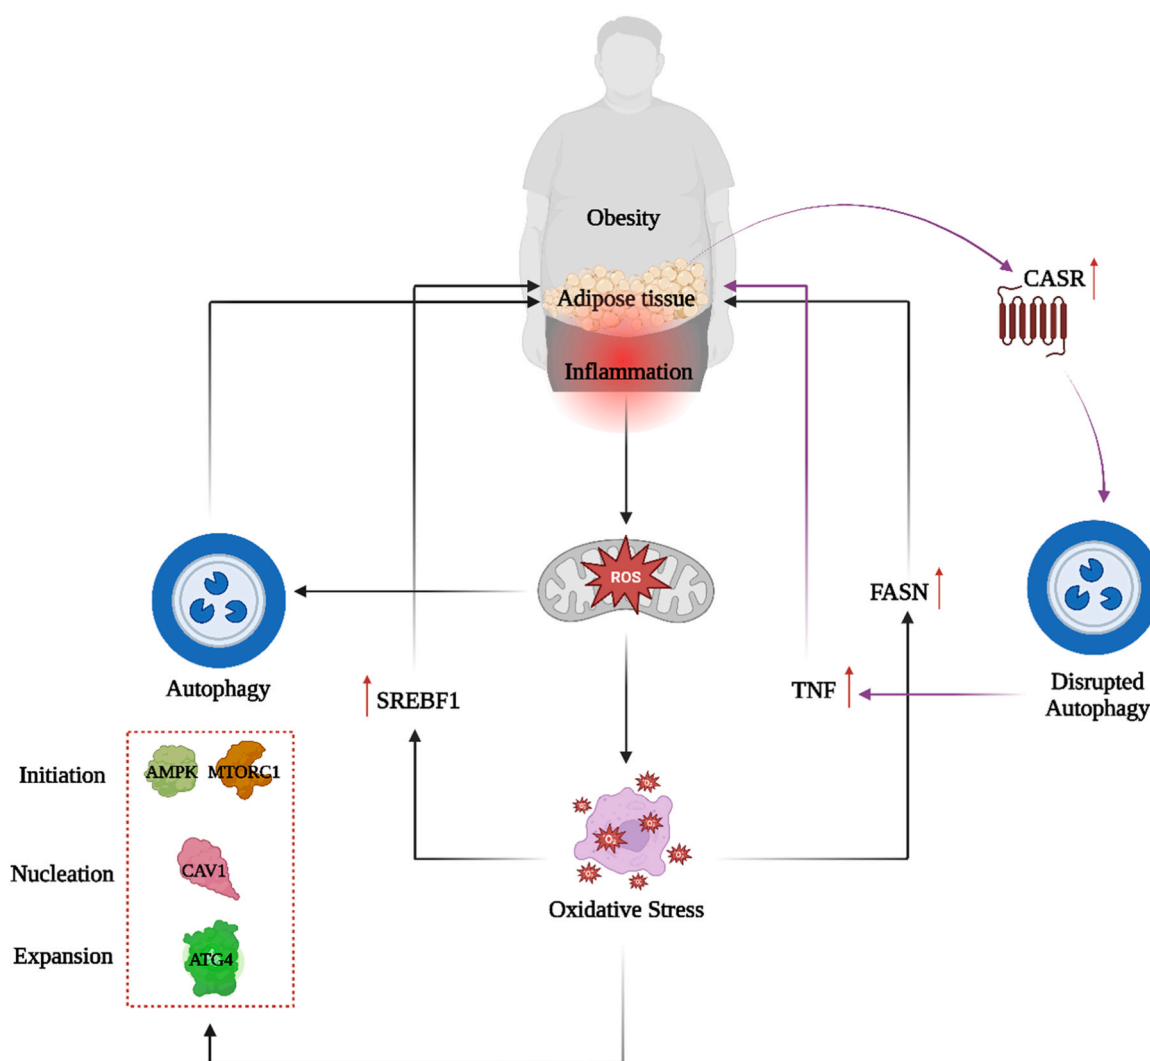 Obesity
CASR
Adipose tissue
Inflammation
ROS
FASN
Autophagy
SREBF1
TNF
Disrupted
Autophagy
Initiation
AMPK
MTORC1
Nucleation
CAV1
Oxidative Stress
Expansion
ATG4